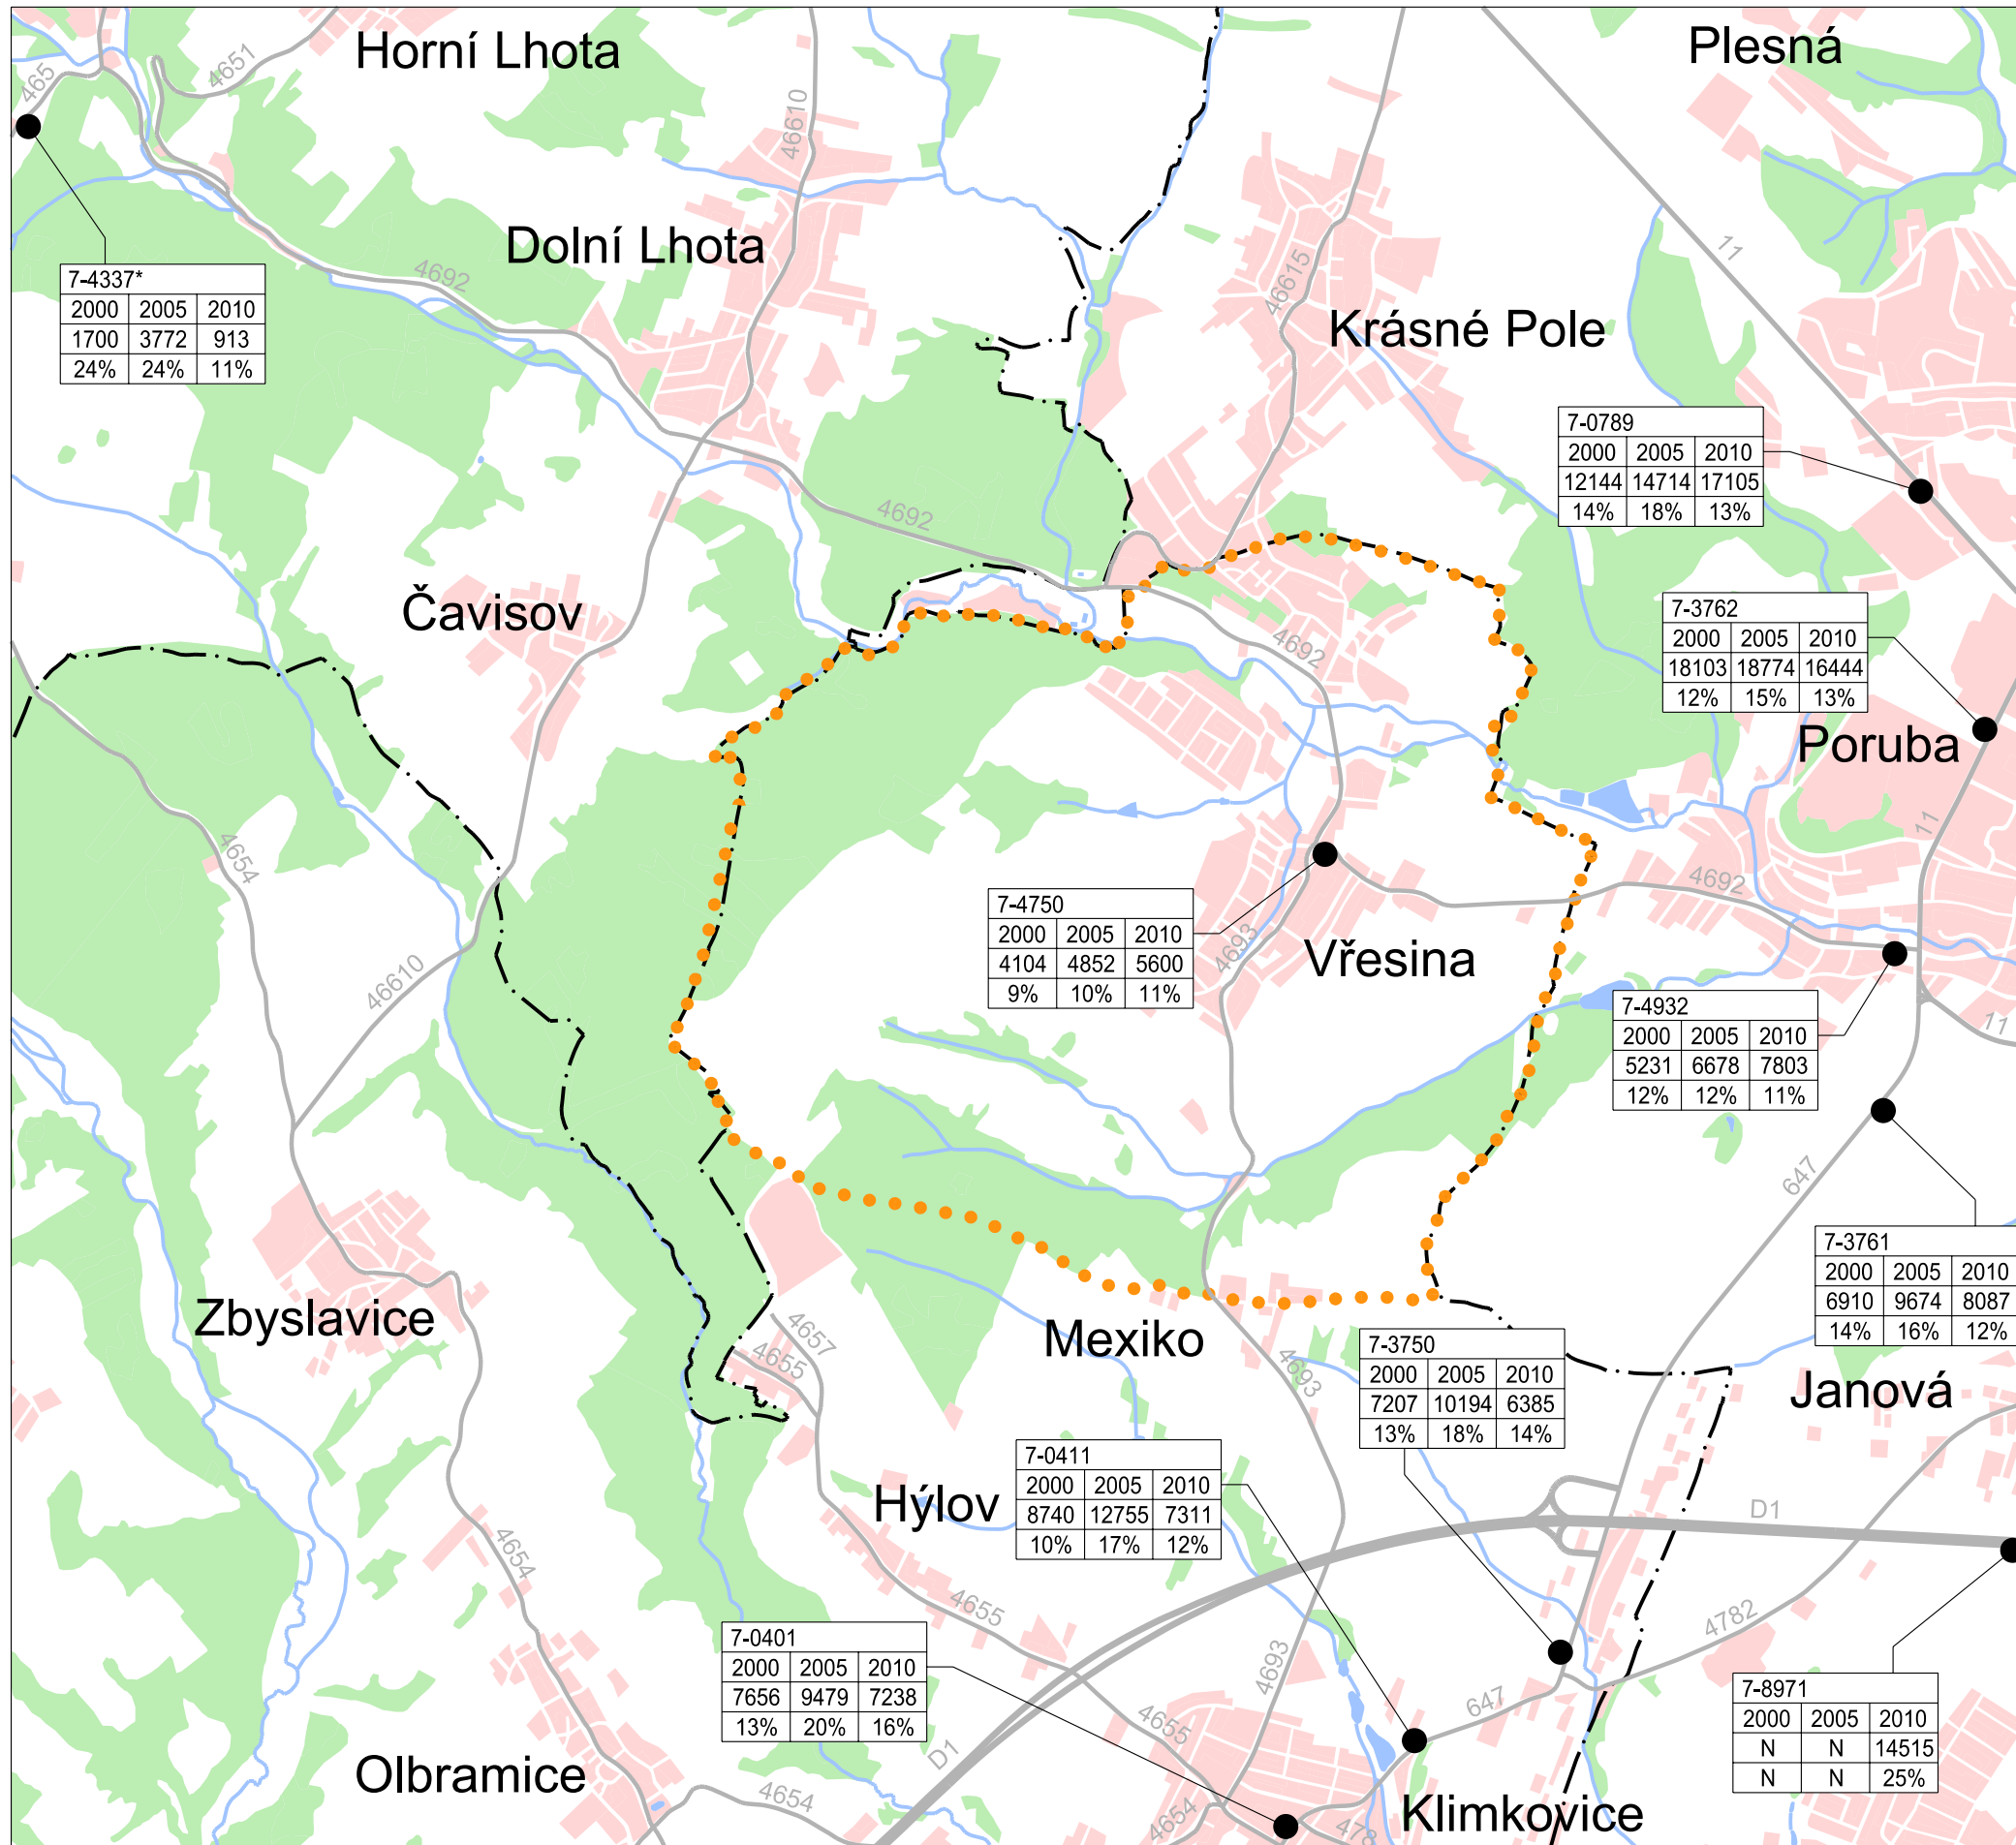 Horní Lhota
Plesná
465
4651
46610
11
Dolní Lhota
4692
46615
Krásné Pole
7-4337*
2000 2005 2010
1700 3772 913
24% 24% 11%
7-0789
2000 2005 2010
12144 14714 17105
14% 18% 13%
4692
Čavisov
4692
7-3762
2000 2005 2010
18103 18774 16444
12% 15% 13%
Poruba
11
4654
4692
7-4750
2000 2005 2010
4104 4852 5600
9% 10% 11%
4693
Vřesina
46610
7-4932
2000 2005 2010
5231 6678 7803
12% 12% 11%
11
647
7-3761
2000 2005 2010
6910 9674 8087
14% 16% 12%
Zbyslavice
4657
4655
Mexiko
4693
7-3750
2000 2005 2010
7207 10194 6385
13% 18% 14%
Janová
7-0411
2000 2005 2010
8740 12755 7311
10% 17% 12%
Hýlov
D1
4654
4655
4782
7-0401
2000 2005 2010
7656 9479 7238
13% 20% 16%
4693
4655
647
7-8971
2000 2005 2010
N N 14515
N N 25%
D1
Olbramice
4654
4654
478
Klimkovice